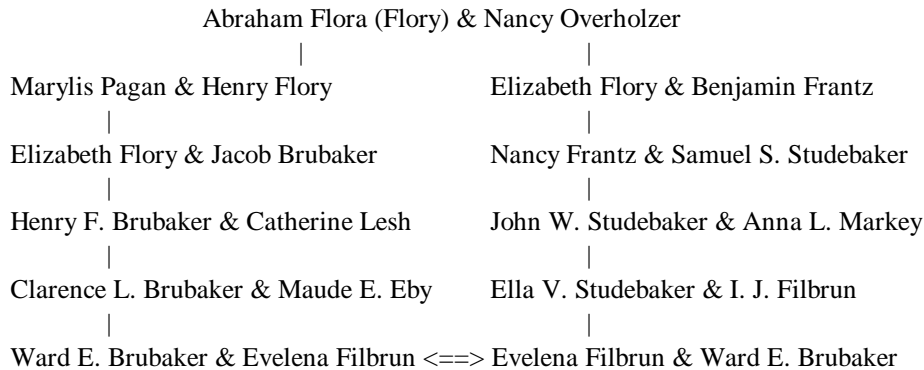 Abraham Flora (Flory) & Nancy Overholzer
| |
Marylis Pagan & Henry Flory Elizabeth Flory & Benjamin Frantz
| |
Elizabeth Flory & Jacob Brubaker Nancy Frantz & Samuel S. Studebaker
| |
Henry F. Brubaker & Catherine Lesh John W. Studebaker & Anna L. Markey
| |
Clarence L. Brubaker & Maude E. Eby Ella V. Studebaker & I. J. Filbrun
| |
Ward E. Brubaker & Evelena Filbrun <==> Evelena Filbrun & Ward E. Brubaker